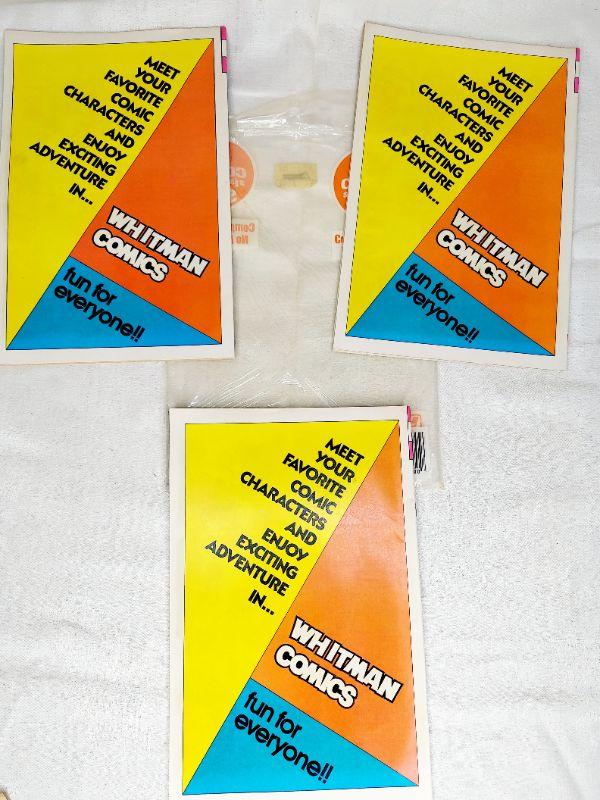 MEET
YOUR
FAVORITE
COMIC
CHARACTERS
AND
ENJOY
EXCITING
ADVENTURE
IN...
WHITMAN
COMICS
fun for
everyone!!
MEET
YOUR
FAVORITE
COMIC
CHARACTERS
AND
ENJOY
EXCITING
ADVENTURE
IN...
WHITMAN
COMICS
fun for
everyone!!
MEET
YOUR
FAVORITE
COMIC
CHARACTERS
AND
ENJOY
EXCITING
ADVENTURE
IN...
WHITMAN
COMICS
fun for
everyone!!